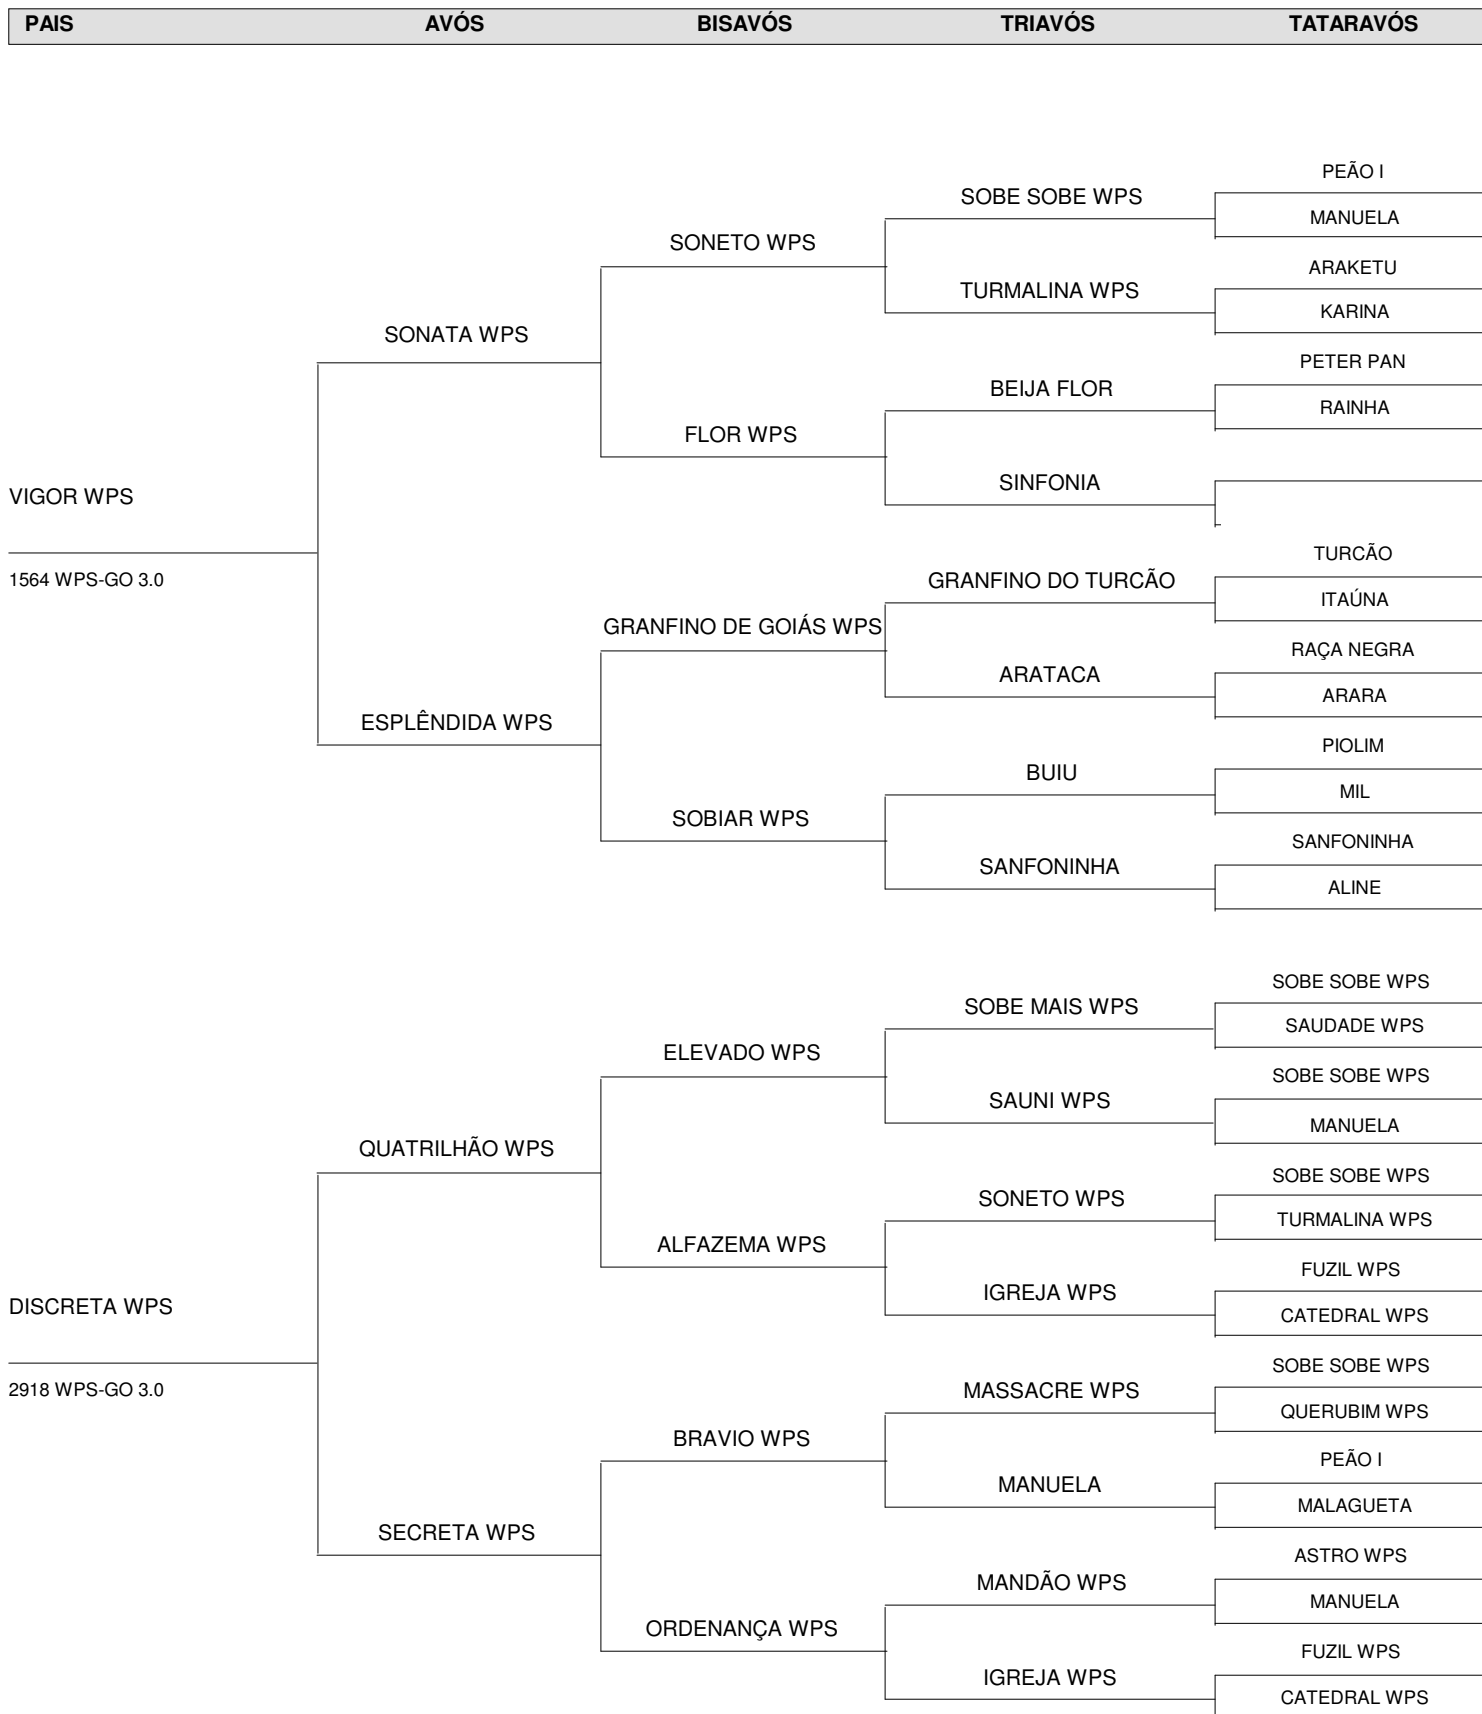 PAIS AVÓS BISAVÓS TRIAVÓS TATARAVÓS
PEÃO I
SOBE SOBE WPS
MANUELA
SONETO WPS
ARAKETU
TURMALINA WPS
KARINA
SONATA WPS
PETER PAN
BEIJA FLOR
RAINHA
FLOR WPS
SINFONIA
VIGOR WPS
TURCÃO
1564 WPS-GO 3.0
GRANFINO DO TURCÃO
ITAÚNA
GRANFINO DE GOIÁS WPS
RAÇA NEGRA
ARATACA
ARARA
ESPLÊNDIDA WPS
PIOLIM
BUIU
MIL
SOBIAR WPS
SANFONINHA
SANFONINHA
ALINE
SOBE SOBE WPS
SOBE MAIS WPS
SAUDADE WPS
ELEVADO WPS
SOBE SOBE WPS
SAUNI WPS
MANUELA
QUATRILHÃO WPS
SOBE SOBE WPS
SONETO WPS
TURMALINA WPS
ALFAZEMA WPS
FUZIL WPS
IGREJA WPS
DISCRETA WPS
CATEDRAL WPS
SOBE SOBE WPS
2918 WPS-GO 3.0
MASSACRE WPS
QUERUBIM WPS
BRAVIO WPS
PEÃO I
MANUELA
MALAGUETA
SECRETA WPS
ASTRO WPS
MANDÃO WPS
MANUELA
ORDENANÇA WPS
FUZIL WPS
IGREJA WPS
CATEDRAL WPS